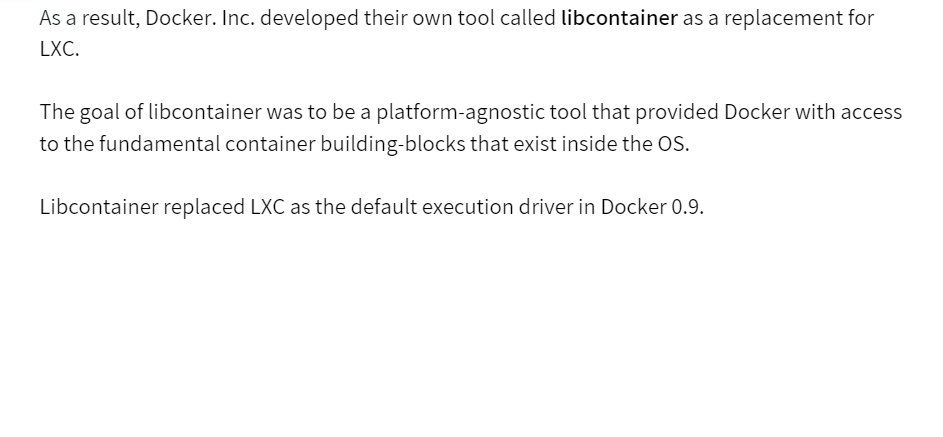 As a result, Docker. Inc. developed their own tool called libcontainer as a replacement for
LXC.
The goal of libcontainer was to be a platform-agnostic tool that provided Docker with access
to the fundamental container building-blocks that exist inside the OS.
Libcontainer replaced LXC as the default execution driver in Docker 0.9.